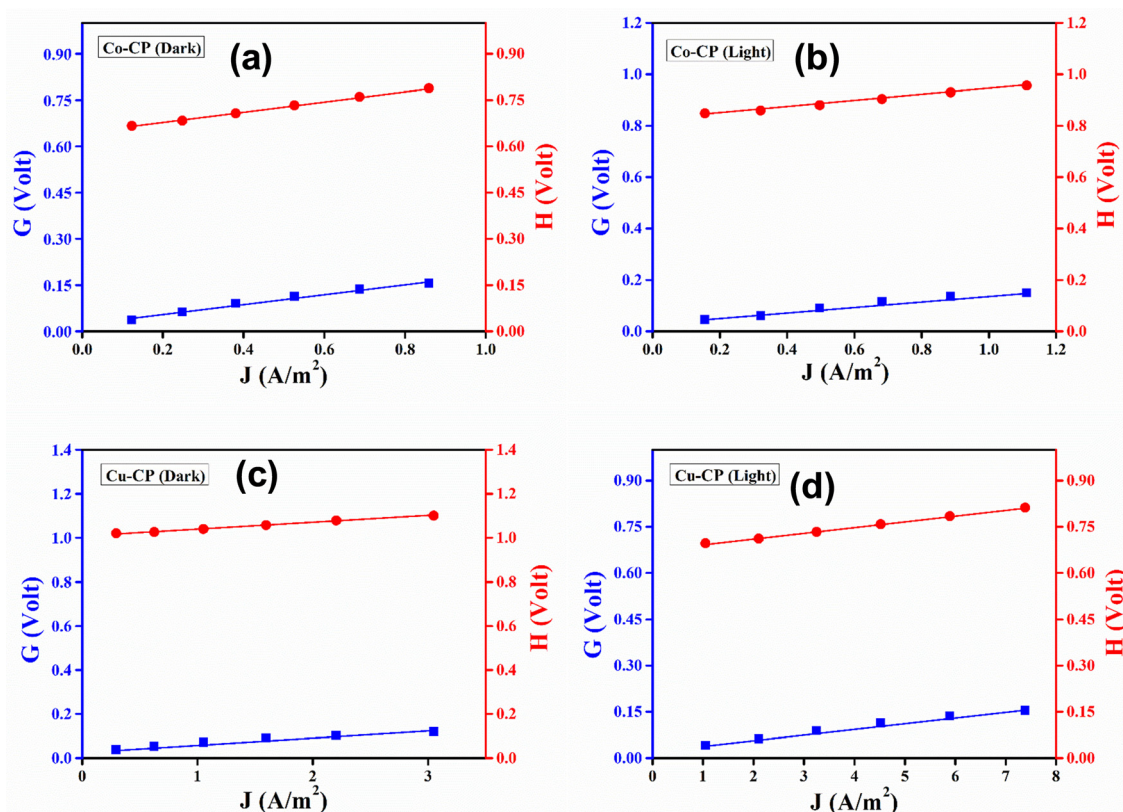 Co-CP (Dark)
(a)
G (Volt)
0.90
0.75
0.60
0.45
0.30
0.15
0.00
H (Volt)
0.90
0.75
0.60
0.45
0.30
0.15
0.00
0.0 0.2 0.4 0.6 0.8 1.0
J (A/m²)
Co-CP (Light)
(b)
G (Volt)
1.2
1.0
0.8
0.6
0.4
0.2
0.0
H (Volt)
1.2
1.0
0.8
0.6
0.4
0.2
0.0
0.0 0.2 0.4 0.6 0.8 1.0 1.2
J (A/m²)
Cu-CP (Dark)
(c)
G (Volt)
1.4
1.2
1.0
0.8
0.6
0.4
0.2
0.0
H (Volt)
1.4
1.2
1.0
0.8
0.6
0.4
0.2
0.0
0 1 2 3
J (A/m²)
Cu-CP (Light)
(d)
G (Volt)
0.90
0.75
0.60
0.45
0.30
0.15
0.00
H (Volt)
0.90
0.75
0.60
0.45
0.30
0.15
0.00
0 1 2 3 4 5 6 7 8
J (A/m²)